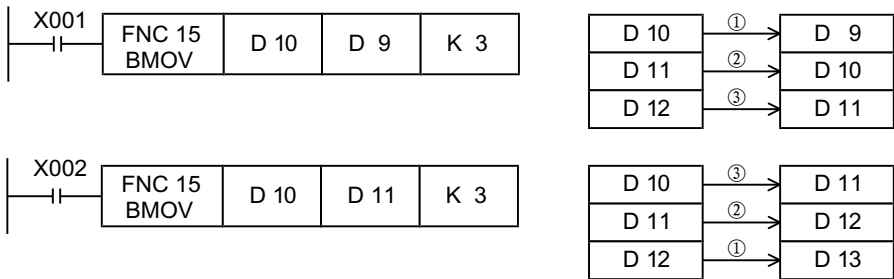 X001
FNC 15 BMOV D 10 D 9 K 3
D 10 ① D 9
D 11 ② D 10
D 12 ③ D 11
X002
FNC 15 BMOV D 10 D 11 K 3
D 10 ③ D 11
D 11 ② D 12
D 12 ① D 13